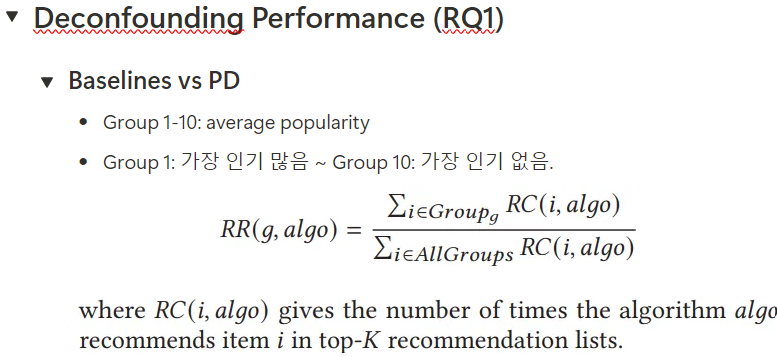 Deconfounding Performance (RQ1)
Baselines vs PD
Group 1-10: average popularity
Group 1: 가장 인기 많음 ~ Group 10: 가장 인기 없음.
RR(g, algo) = \frac{\sum_{i \in Group_g} RC(i, algo)}{\sum_{i \in AllGroups} RC(i, algo)}
where RC(i, algo) gives the number of times the algorithm algo
recommends item i in top-K recommendation lists.